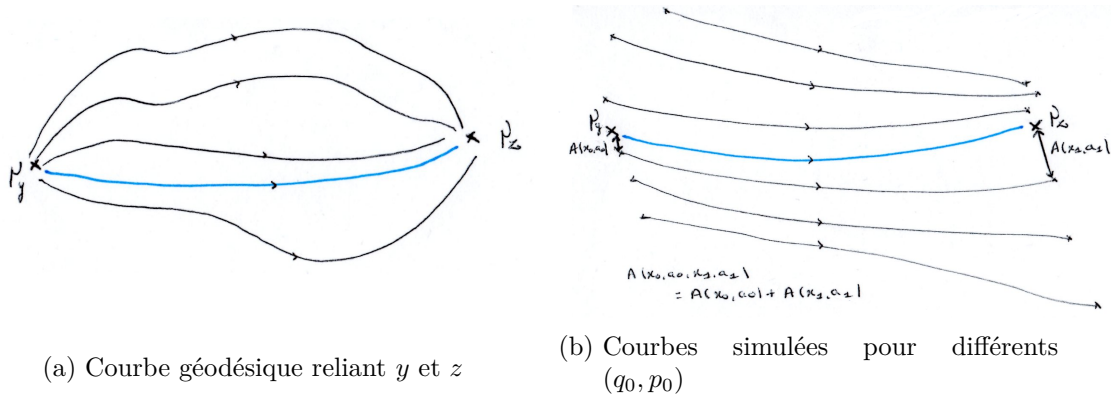 μy
μz
μy
A(x₀,a₀)
μz
A(x₁,a₁)
A(x₀,a₀,x₁,a₁)
= A(x₀,a₀) + A(x₁,a₁)
(a) Courbe géodésique reliant y et z
(b) Courbes simulées pour différents
(q₀, p₀)